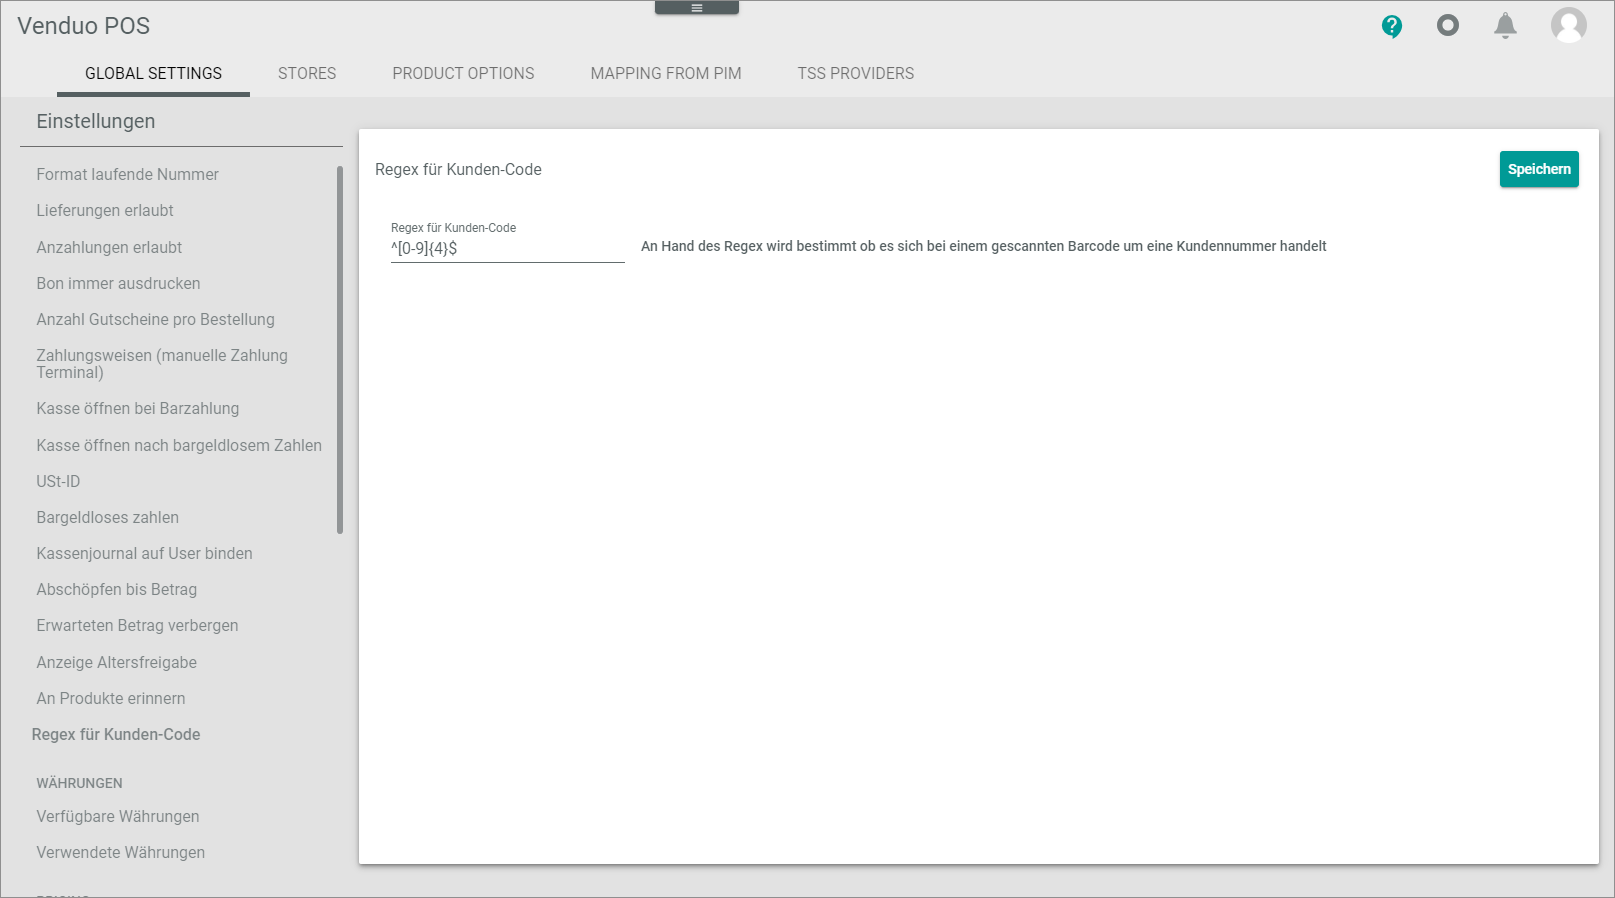 Venduo POS
GLOBAL SETTINGS
STORES
PRODUCT OPTIONS
MAPPING FROM PIM
TSS PROVIDERS
Einstellungen
Format laufende Nummer
Lieferungen erlaubt
Anzahlungen erlaubt
Bon immer ausdrucken
Anzahl Gutscheine pro Bestellung
Zahlungsweisen (manuelle Zahlung
Terminal)
Kasse öffnen bei Barzahlung
Kasse öffnen nach bargeldlosem Zahlen
USt-ID
Bargeldloses zahlen
Kassenjournal auf User binden
Abschöpfen bis Betrag
Erwarteten Betrag verbergen
Anzeige Altersfreigabe
An Produkte erinnern
Regex für Kunden-Code
WÄHRUNGEN
Verfügbare Währungen
Verwendete Währungen
Regex für Kunden-Code
Speichern
Regex für Kunden-Code
^[0-9]{4}$
An Hand des Regex wird bestimmt ob es sich bei einem gescannten Barcode um eine Kundennummer handelt